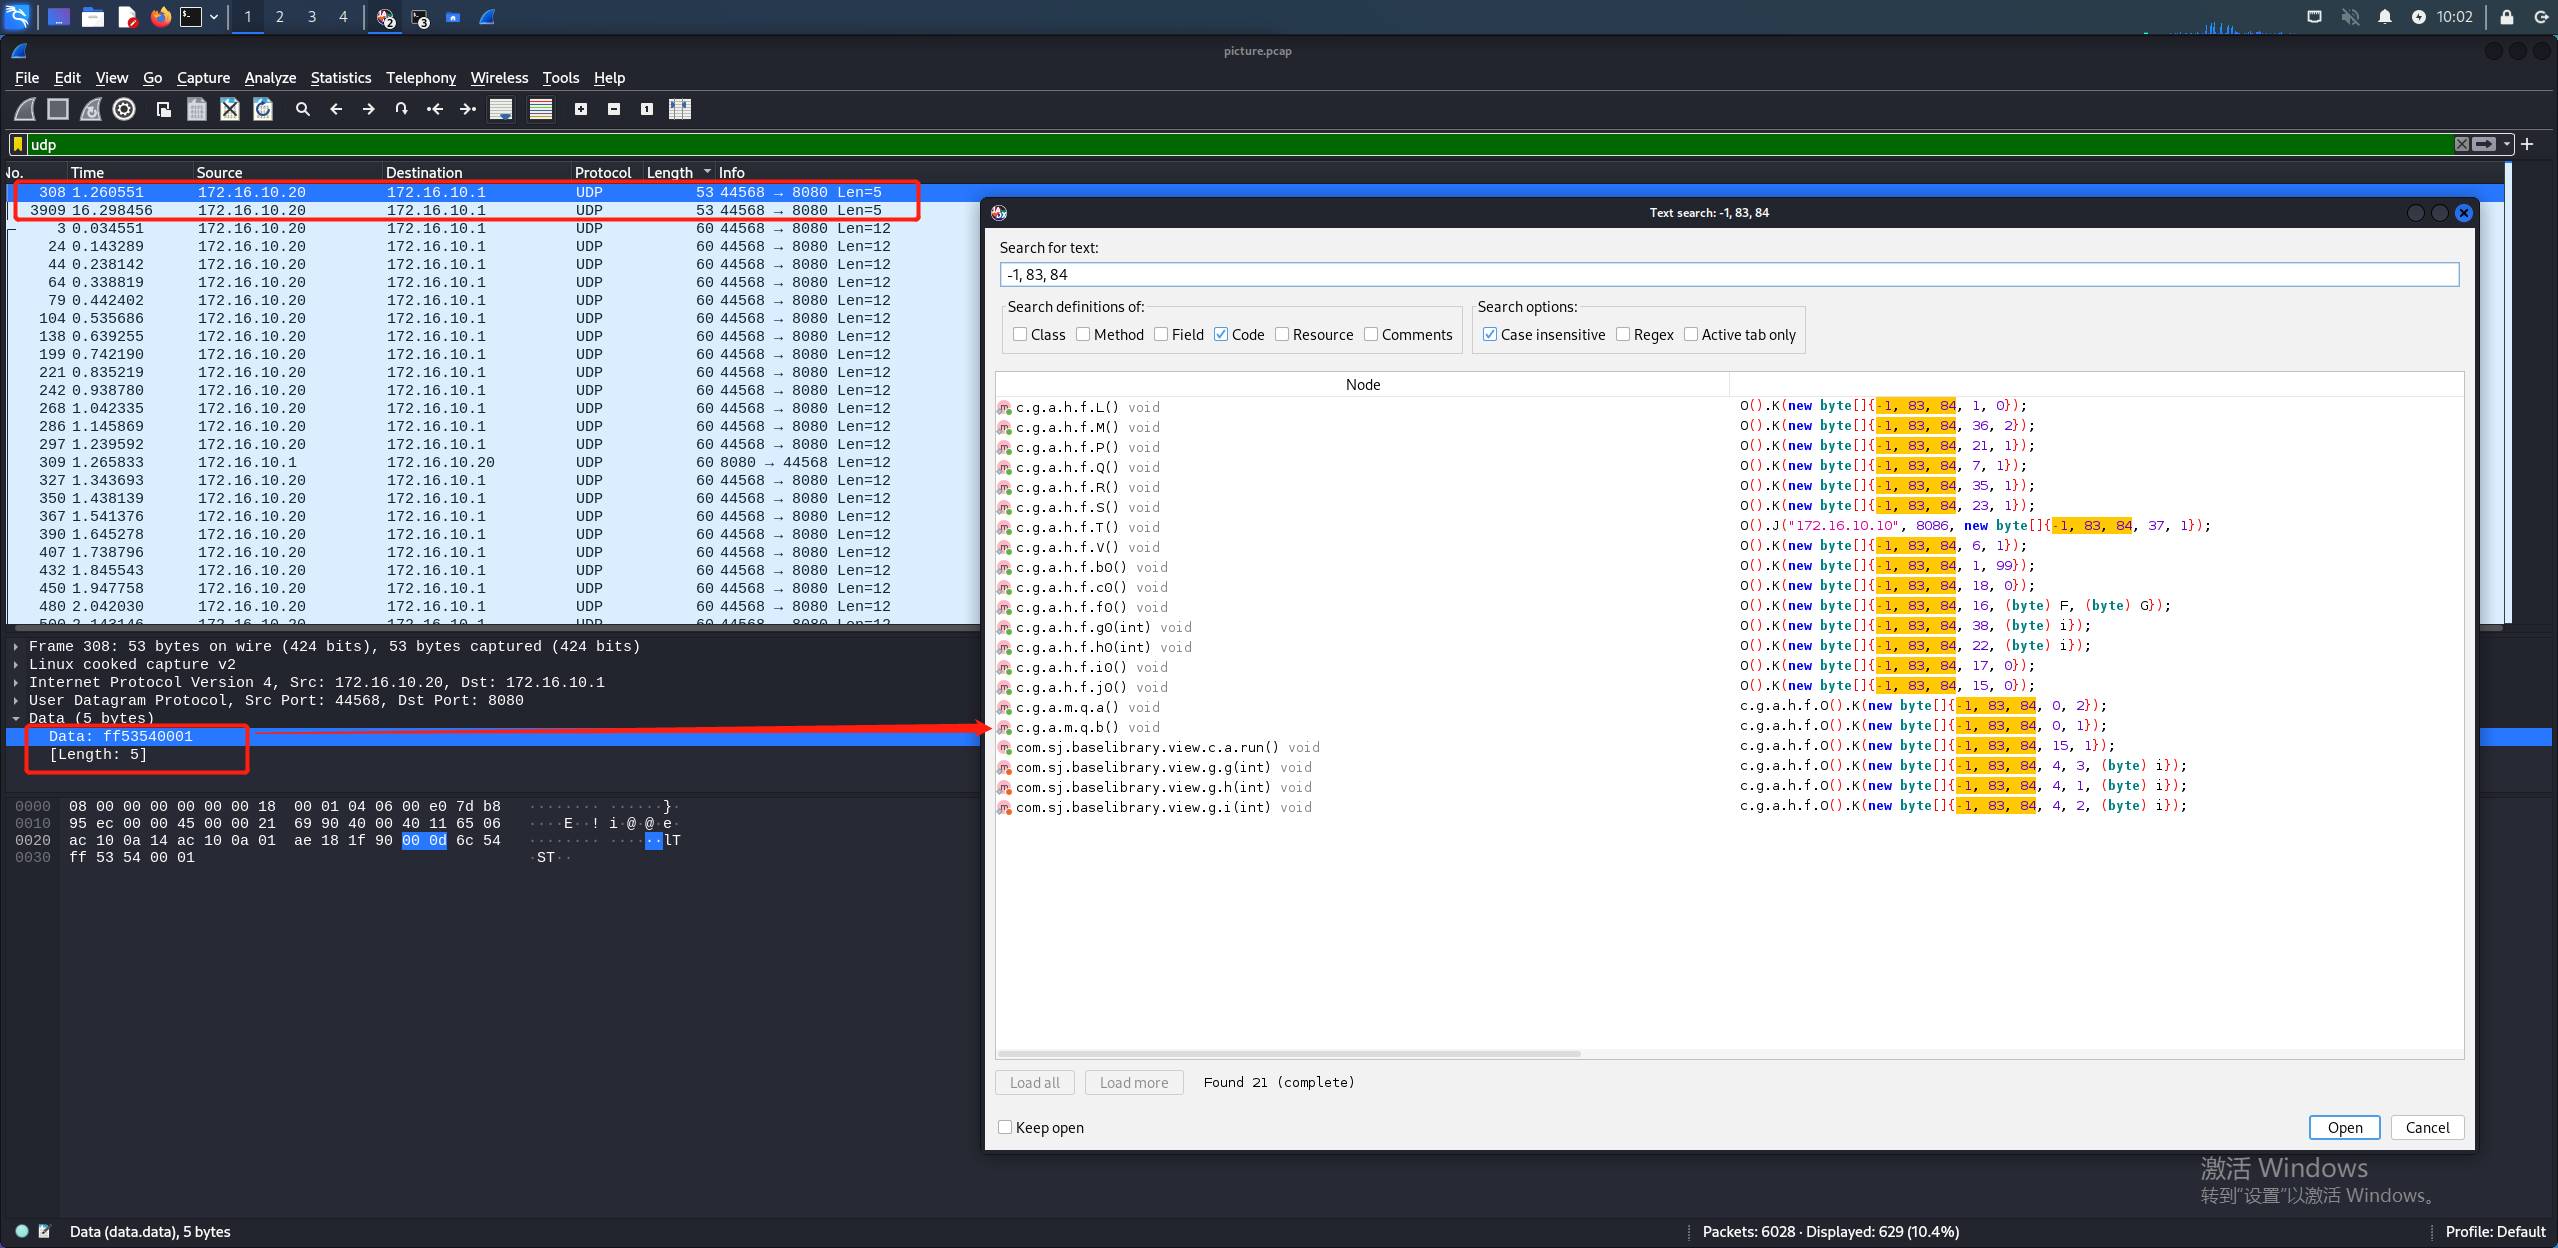 1 2 3 4 2 3 10:02
picture.pcap
File Edit View Go Capture Analyze Statistics Telephony Wireless Tools Help
udp
No. Time Source Destination Protocol Length Info
308 1.260551 172.16.10.20 172.16.10.1 UDP 53 44568 → 8080 Len=5
3909 16.298456 172.16.10.20 172.16.10.1 UDP 53 44568 → 8080 Len=5
3 0.034551 172.16.10.20 172.16.10.1 UDP 60 44568 → 8080 Len=12
24 0.143289 172.16.10.20 172.16.10.1 UDP 60 44568 → 8080 Len=12
44 0.238142 172.16.10.20 172.16.10.1 UDP 60 44568 → 8080 Len=12
64 0.338819 172.16.10.20 172.16.10.1 UDP 60 44568 → 8080 Len=12
79 0.442402 172.16.10.20 172.16.10.1 UDP 60 44568 → 8080 Len=12
104 0.535686 172.16.10.20 172.16.10.1 UDP 60 44568 → 8080 Len=12
138 0.639255 172.16.10.20 172.16.10.1 UDP 60 44568 → 8080 Len=12
199 0.742190 172.16.10.20 172.16.10.1 UDP 60 44568 → 8080 Len=12
221 0.835219 172.16.10.20 172.16.10.1 UDP 60 44568 → 8080 Len=12
242 0.938780 172.16.10.20 172.16.10.1 UDP 60 44568 → 8080 Len=12
268 1.042335 172.16.10.20 172.16.10.1 UDP 60 44568 → 8080 Len=12
286 1.145869 172.16.10.20 172.16.10.1 UDP 60 44568 → 8080 Len=12
297 1.239592 172.16.10.20 172.16.10.1 UDP 60 44568 → 8080 Len=12
309 1.265833 172.16.10.1 172.16.10.20 UDP 60 8080 → 44568 Len=12
327 1.343693 172.16.10.20 172.16.10.1 UDP 60 44568 → 8080 Len=12
350 1.438139 172.16.10.20 172.16.10.1 UDP 60 44568 → 8080 Len=12
367 1.541376 172.16.10.20 172.16.10.1 UDP 60 44568 → 8080 Len=12
390 1.645278 172.16.10.20 172.16.10.1 UDP 60 44568 → 8080 Len=12
407 1.738796 172.16.10.20 172.16.10.1 UDP 60 44568 → 8080 Len=12
432 1.845543 172.16.10.20 172.16.10.1 UDP 60 44568 → 8080 Len=12
450 1.947758 172.16.10.20 172.16.10.1 UDP 60 44568 → 8080 Len=12
480 2.042030 172.16.10.20 172.16.10.1 UDP 60 44568 → 8080 Len=12
Frame 308: 53 bytes on wire (424 bits), 53 bytes captured (424 bits)
Linux cooked capture v2
Internet Protocol Version 4, Src: 172.16.10.20, Dst: 172.16.10.1
User Datagram Protocol, Src Port: 44568, Dst Port: 8080
Data (5 bytes)
Data: ff53540001
[Length: 5]
0000 08 00 00 00 00 00 00 18 00 01 04 06 00 e0 7d b8 ········ ······}·
0010 95 ec 00 00 45 00 00 21 69 90 40 00 40 11 65 06 ····E··! i·@·@·e·
0020 ac 10 0a 14 ac 10 0a 01 ae 18 1f 90 00 0d 6c 54 ········ ······lT
0030 ff 53 54 00 01 ·ST··
Text search: -1, 83, 84
Search for text:
-1, 83, 84
Search definitions of: Search options:
Class Method Field Code Resource Comments Case insensitive Regex Active tab only
Node
c.g.a.h.f.L() void O().K(new byte[]{-1, 83, 84, 1, 0});
c.g.a.h.f.M() void O().K(new byte[]{-1, 83, 84, 36, 2});
c.g.a.h.f.P() void O().K(new byte[]{-1, 83, 84, 21, 1});
c.g.a.h.f.Q() void O().K(new byte[]{-1, 83, 84, 7, 1});
c.g.a.h.f.R() void O().K(new byte[]{-1, 83, 84, 35, 1});
c.g.a.h.f.S() void O().K(new byte[]{-1, 83, 84, 23, 1});
c.g.a.h.f.T() void O().J("172.16.10.10", 8086, new byte[]{-1, 83, 84, 37, 1});
c.g.a.h.f.V() void O().K(new byte[]{-1, 83, 84, 6, 1});
c.g.a.h.f.b0() void O().K(new byte[]{-1, 83, 84, 1, 99});
c.g.a.h.f.c0() void O().K(new byte[]{-1, 83, 84, 18, 0});
c.g.a.h.f.f0() void O().K(new byte[]{-1, 83, 84, 16, (byte) F, (byte) G});
c.g.a.h.f.g0(int) void O().K(new byte[]{-1, 83, 84, 38, (byte) i});
c.g.a.h.f.h0(int) void O().K(new byte[]{-1, 83, 84, 22, (byte) i});
c.g.a.h.f.i0() void O().K(new byte[]{-1, 83, 84, 17, 0});
c.g.a.h.f.j0() void O().K(new byte[]{-1, 83, 84, 15, 0});
c.g.a.m.q.a() void c.g.a.h.f.O().K(new byte[]{-1, 83, 84, 0, 2});
c.g.a.m.q.b() void c.g.a.h.f.O().K(new byte[]{-1, 83, 84, 0, 1});
com.sj.baselibrary.view.c.a.run() void c.g.a.h.f.O().K(new byte[]{-1, 83, 84, 15, 1});
com.sj.baselibrary.view.g.g(int) void c.g.a.h.f.O().K(new byte[]{-1, 83, 84, 4, 3, (byte) i});
com.sj.baselibrary.view.g.h(int) void c.g.a.h.f.O().K(new byte[]{-1, 83, 84, 4, 1, (byte) i});
com.sj.baselibrary.view.g.i(int) void c.g.a.h.f.O().K(new byte[]{-1, 83, 84, 4, 2, (byte) i});
Load all Load more Found 21 (complete)
Keep open Open Cancel
激活 Windows
转到"设置"以激活 Windows。
Data (data.data), 5 bytes Packets: 6028 · Displayed: 629 (10.4%) Profile: Default